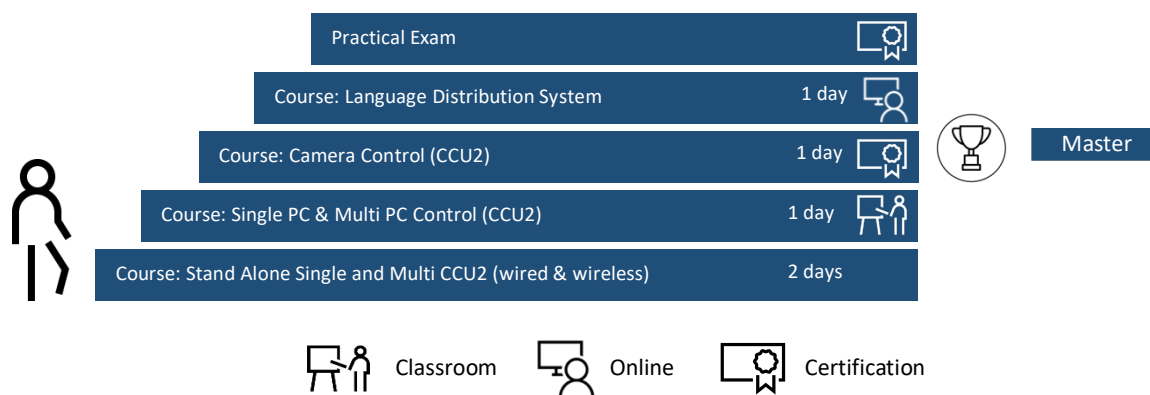 Practical Exam
Course: Language Distribution System 1 day
Course: Camera Control (CCU2) 1 day
Master
Course: Single PC & Multi PC Control (CCU2) 1 day
Course: Stand Alone Single and Multi CCU2 (wired & wireless) 2 days
Classroom Online Certification